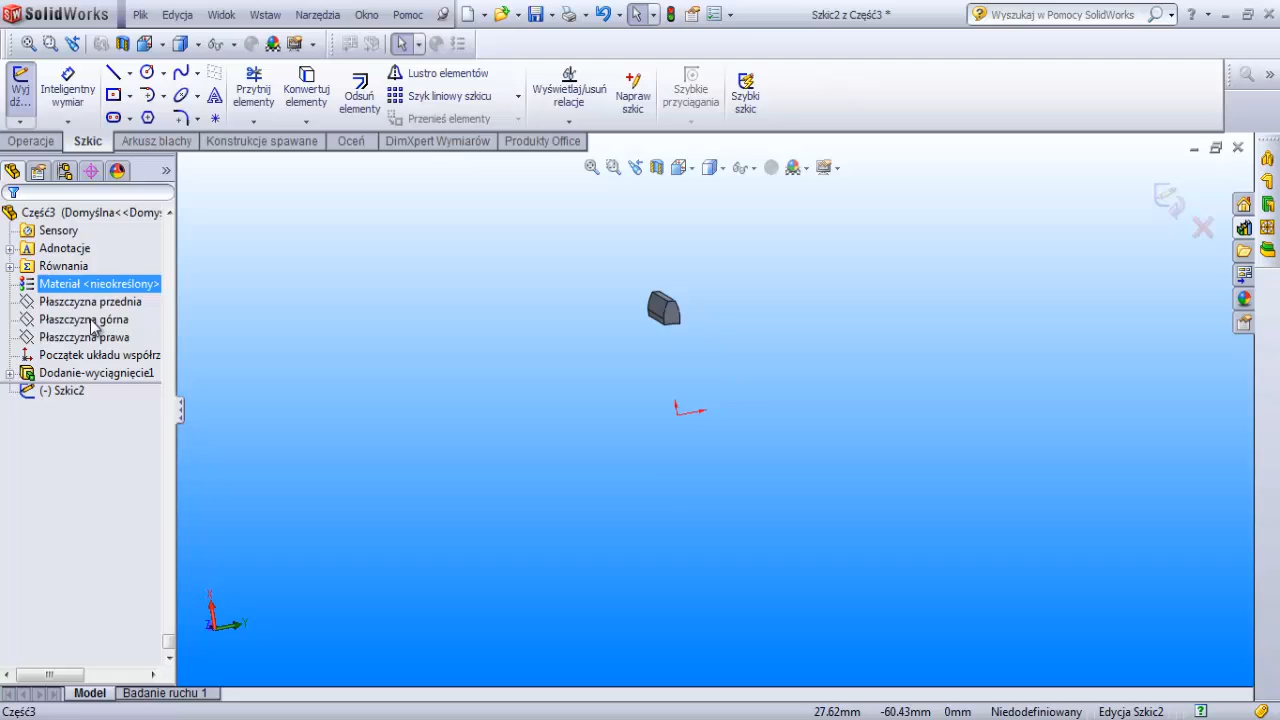 SolidWorks
Plik Edycja Widok Wstaw Narzędzia Okno Pomoc
Szkic2 z Część3 *
Wyszukaj w Pomocy SolidWorks
Wyj
dź...
Inteligentny
wymiar
Przytnij
elementy
Konwertuj
elementy
Odsuń
elementy
Lustro elementów
Szyk liniowy szkicu
Przenieś elementy
Wyświetlaj/usuń
relacje
Napraw
szkic
Szybkie
przyciągania
Szybki
szkic
Operacje Szkic Arkusz blachy Konstrukcje spawane Oceń DimXpert Wymiarów Produkty Office
Część3 (Domyślna<<Domy:
Sensory
Adnotacje
Równania
Materiał <nieokreślony>
Płaszczyzna przednia
Płaszczyzna górna
Płaszczyzna prawa
Początek układu współrz
Dodanie-wyciągnięcie1
(-) Szkic2
X
Y
Z
Model Badanie ruchu 1
Część3 27.62mm -60.43mm 0mm Niedodefiniowany Edycja Szkic2